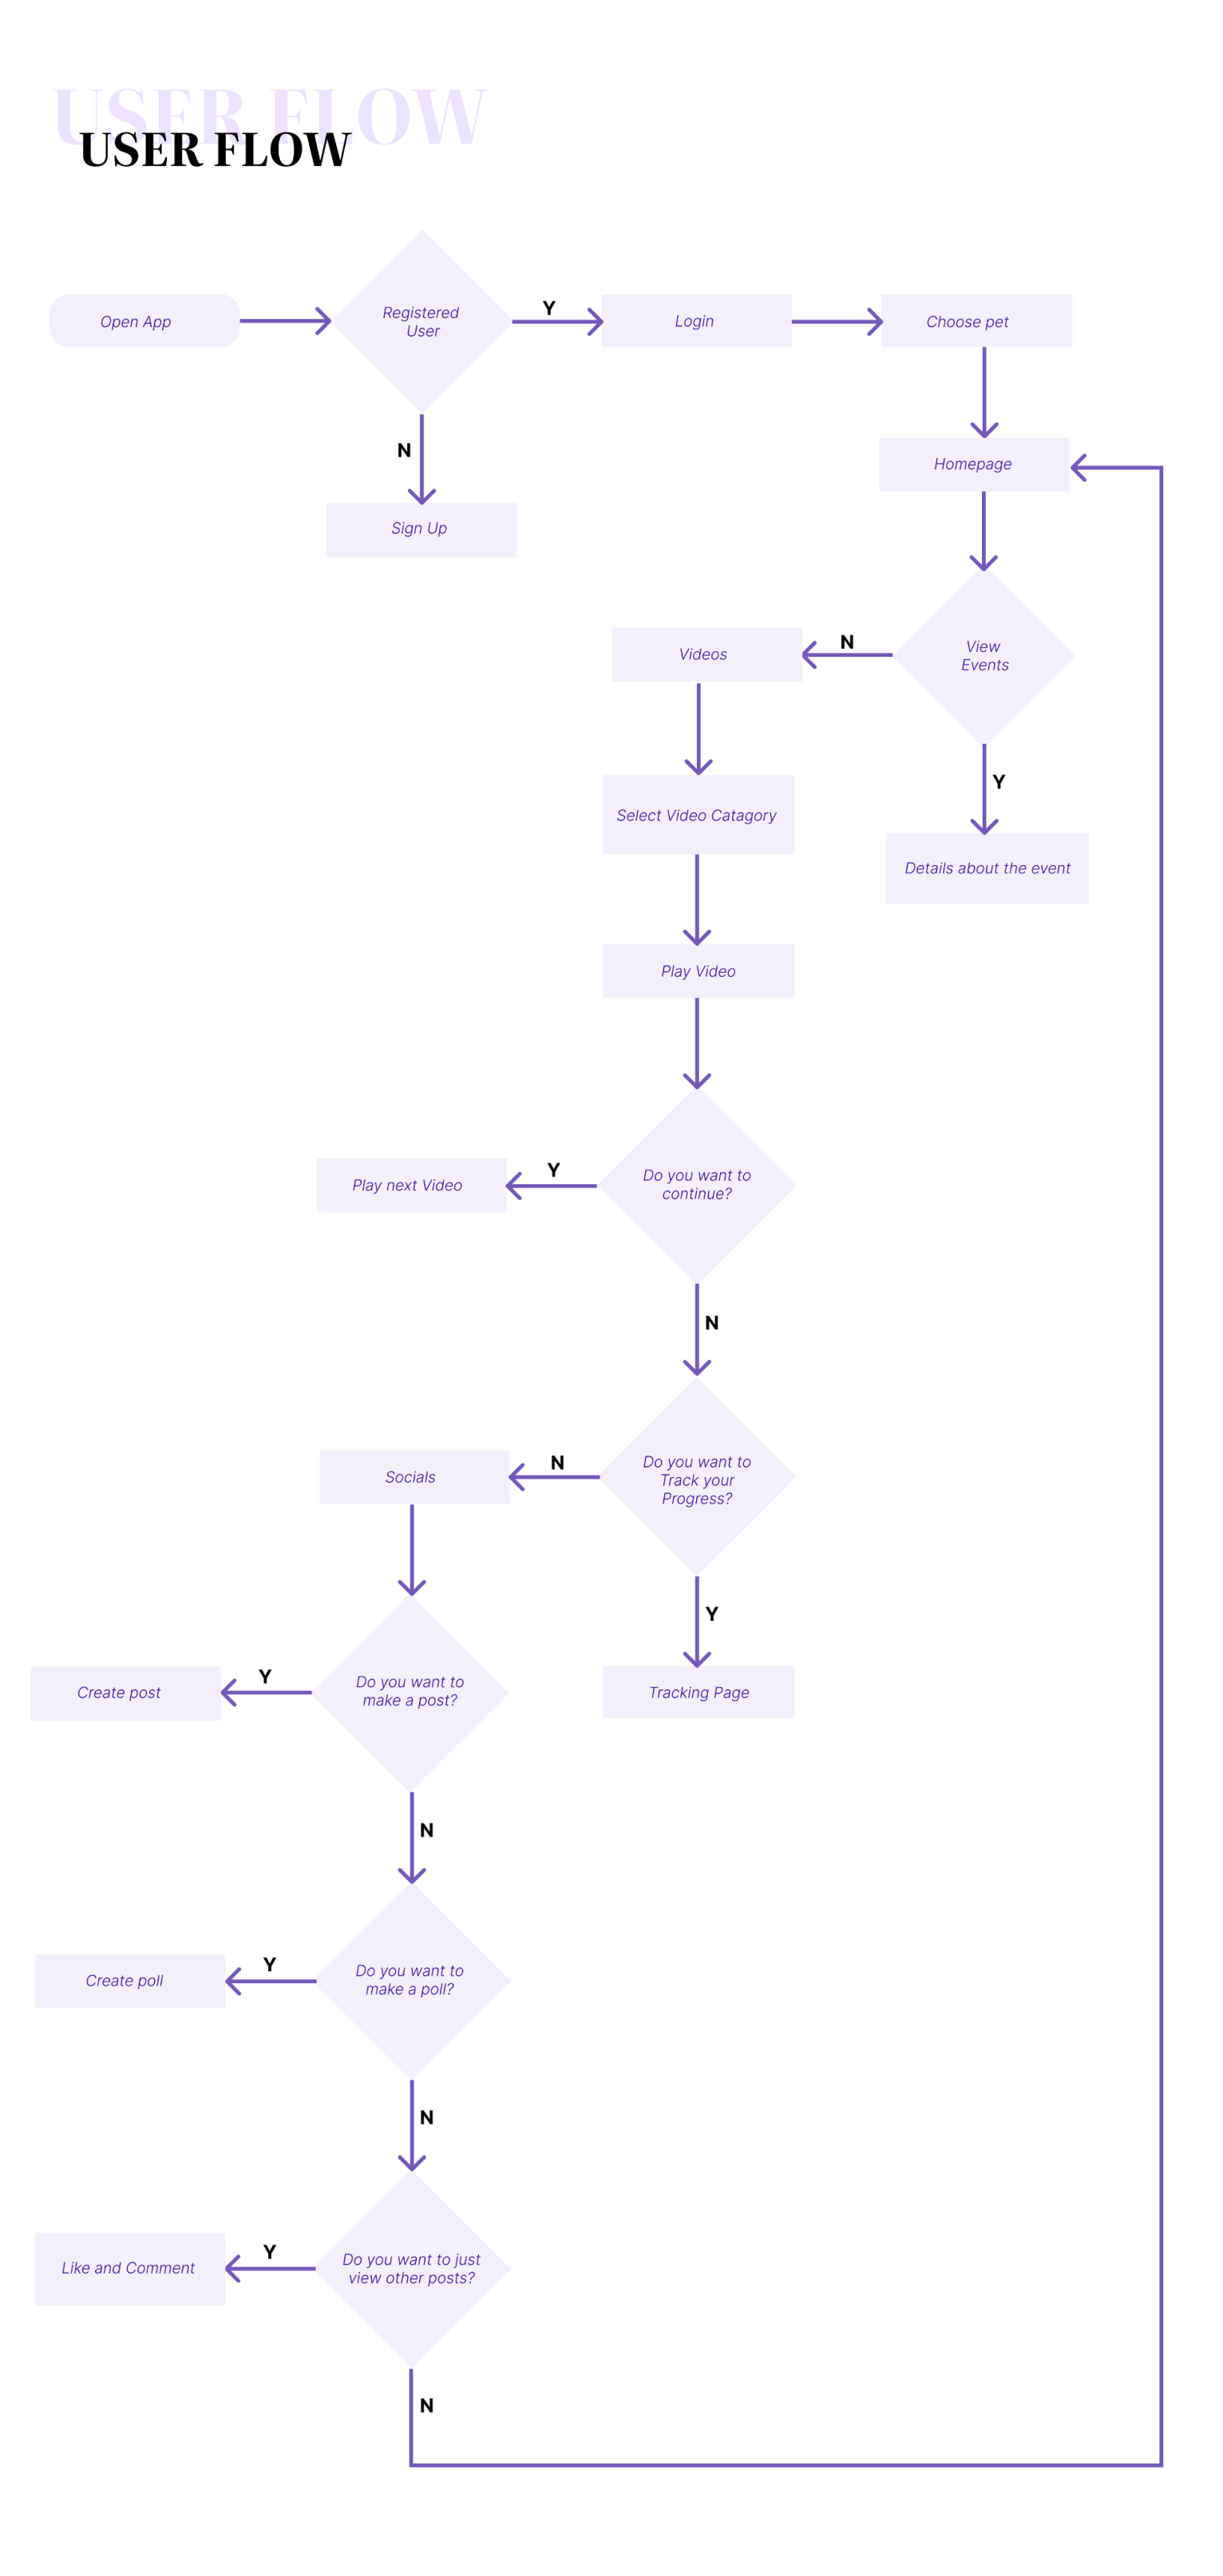 USER FLOW
USER FLOW
Open App
Registered
User
Y
Login
Choose pet
N
Sign Up
Homepage
View
Events
N
Videos
Y
Select Video Catagory
Details about the event
Play Video
Do you want to
continue?
Y
Play next Video
N
Do you want to
Track your
Progress?
N
Socials
Y
Tracking Page
Do you want to
make a post?
Y
Create post
N
Do you want to
make a poll?
Y
Create poll
N
Do you want to just
view other posts?
Y
Like and Comment
N